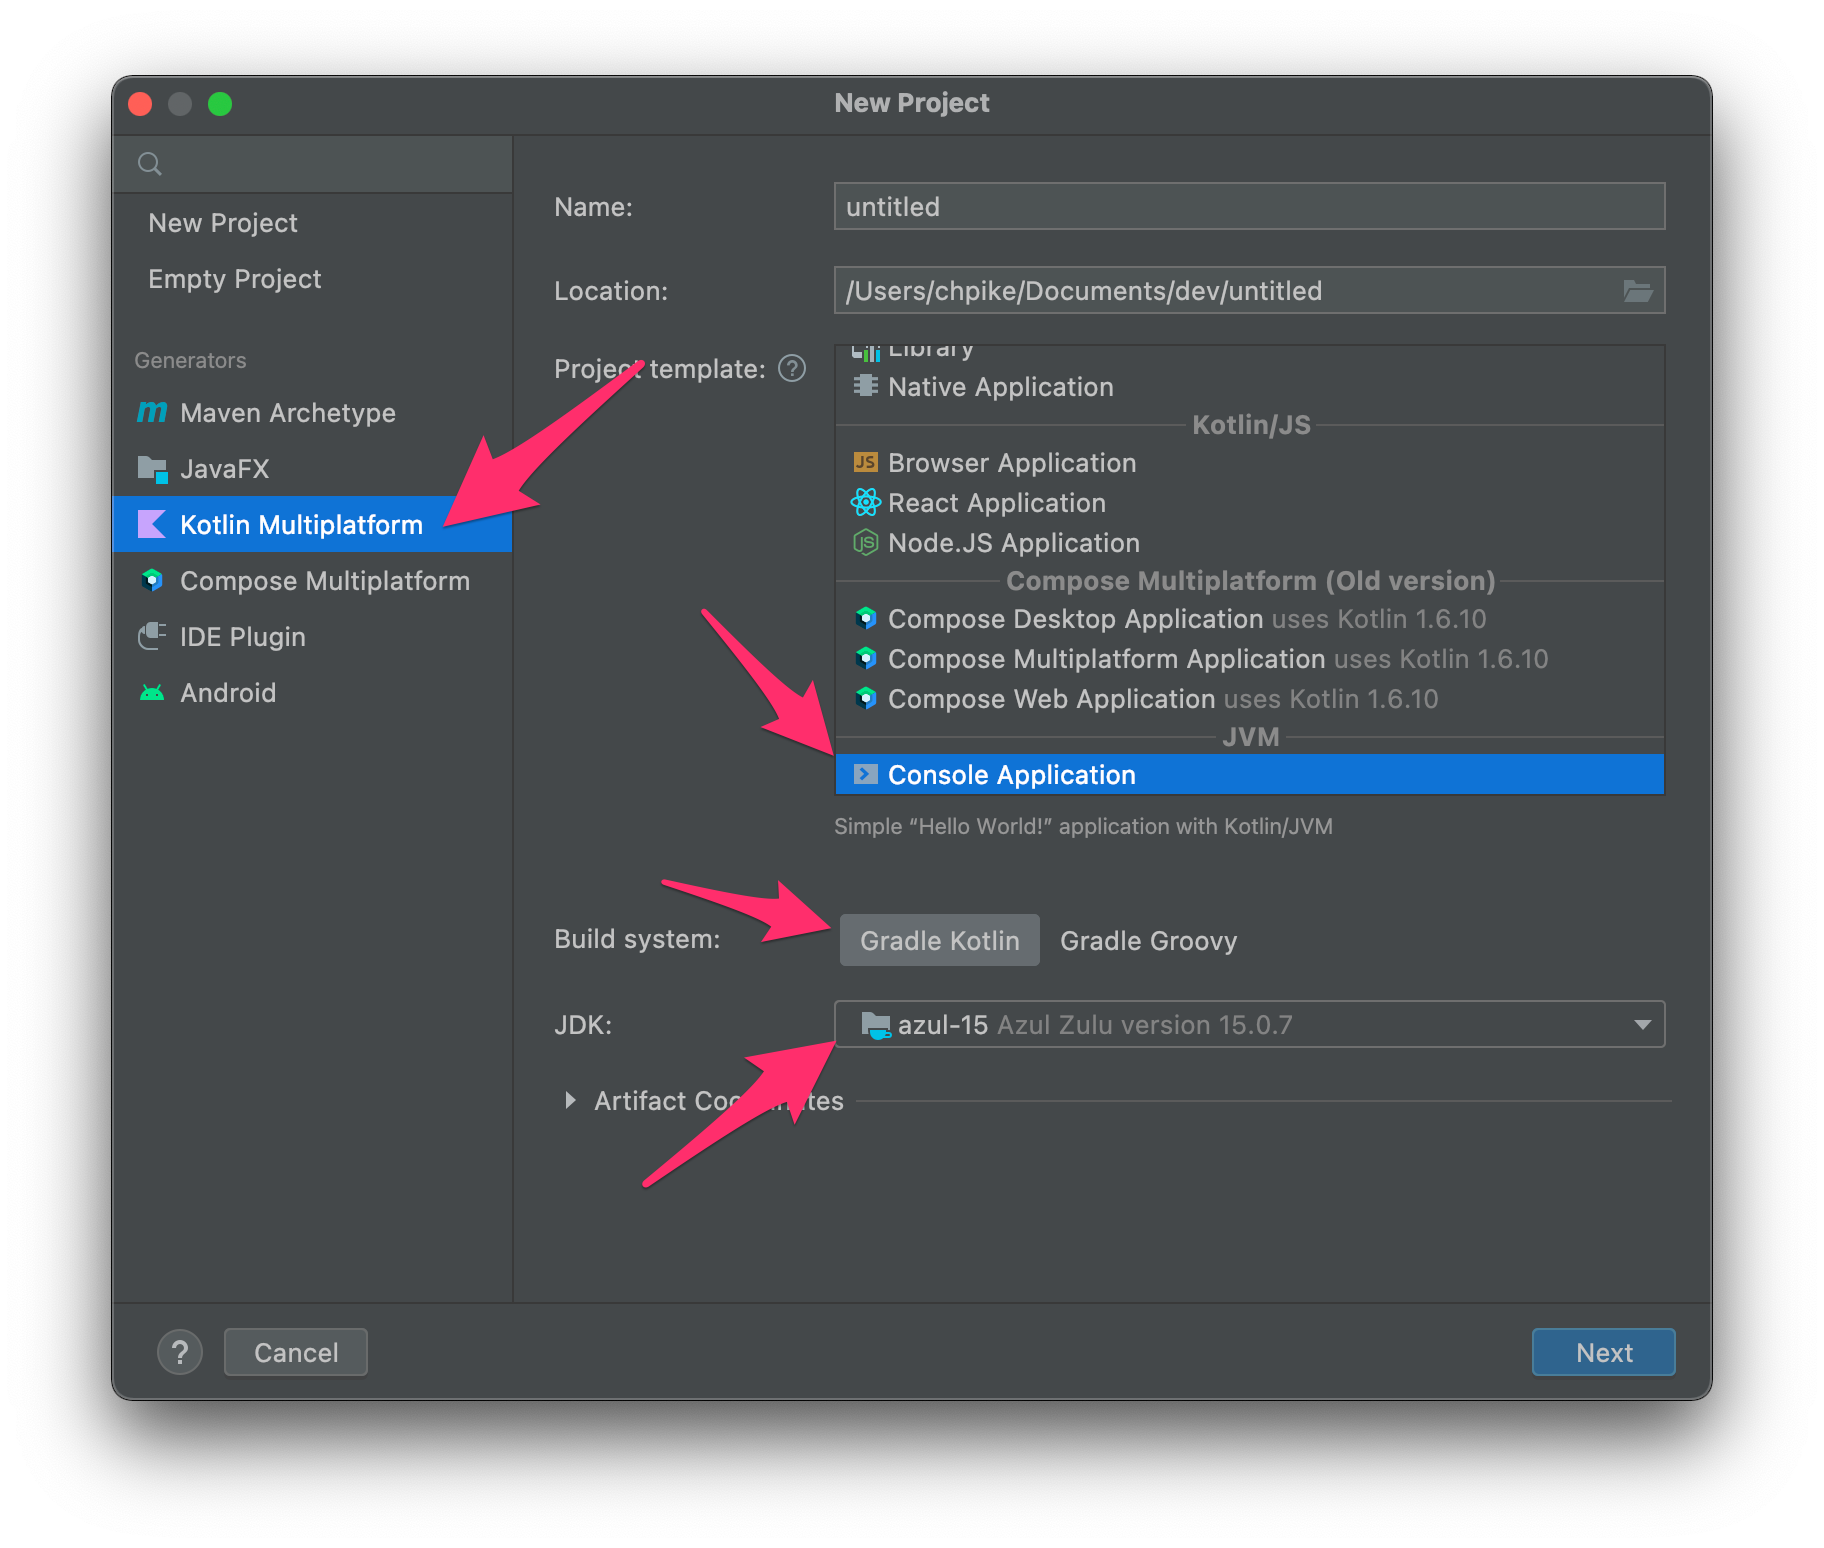 New Project
New Project
Empty Project
Generators
Maven Archetype
JavaFX
Kotlin Multiplatform
Compose Multiplatform
IDE Plugin
Android
Name:
untitled
Location:
/Users/chpike/Documents/dev/untitled
Project template: ?
Library
Native Application
Kotlin/JS
JS Browser Application
React Application
JS Node.JS Application
Compose Multiplatform (Old version)
Compose Desktop Application uses Kotlin 1.6.10
Compose Multiplatform Application uses Kotlin 1.6.10
Compose Web Application uses Kotlin 1.6.10
JVM
Console Application
Simple “Hello World!” application with Kotlin/JVM
Build system:
Gradle Kotlin
Gradle Groovy
JDK:
azul-15 Azul Zulu version 15.0.7
Artifact Coordinates
?
Cancel
Next